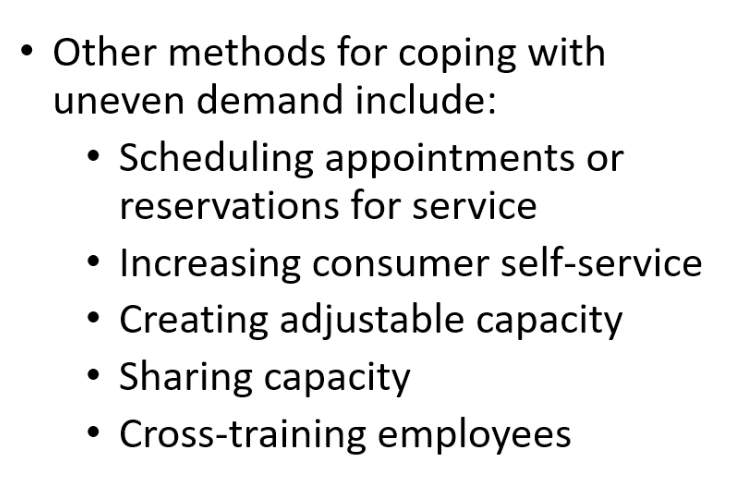 • Other methods for coping with
uneven demand include:
• Scheduling appointments or
reservations for service
• Increasing consumer self-service
• Creating adjustable capacity
• Sharing capacity
• Cross-training employees